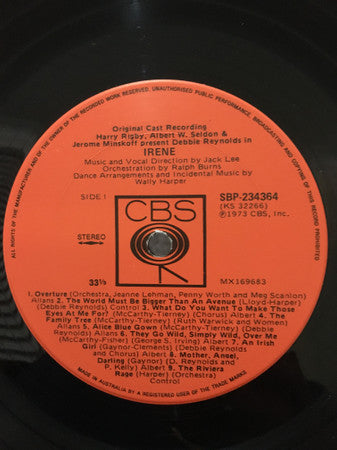 ALL RIGHTS OF THE MANUFACTURER AND OF THE OWNER OF THE RECORDED WORK RESERVED. UNAUTHORISED PUBLIC PERFORMANCE, BROADCASTING AND COPYING OF THIS RECORD PROHIBITED
Original Cast Recording
Harry Rigby, Albert W. Seldon &
Jerome Minskoff present Debbie Reynolds in
IRENE
Music and Vocal Direction by Jack Lee
Orchestration by Ralph Burns
Dance Arrangements and Incidental Music by
Wally Harper
SIDE 1
SBP-234364
(KS 32266)
℗1973 CBS, Inc.
CBS
STEREO
33⅓
MX169683
1. Overture (Orchestra, Jeanne Lehman, Penny Worth and Meg Scanlon)
Allans 2. The World Must Be Bigger Than An Avenue (Lloyd-Harper)
(Debbie Reynolds) Control 3. What Do You Want To Make Those
Eyes At Me For? (McCarthy-Tierney) (Chorus) Albert 4. The
Family Tree (McCarthy-Tierney) (Ruth Warwick and Women)
Allans 5. Alice Blue Gown (McCarthy-Tierney) (Debbie
Reynolds) Allans 6. They Go Wild, Simply Wild, Over Me
(McCarthy-Fisher) (George S. Irving) Albert 7. An Irish
Girl (Gaynor-Clements) (Debbie Reynolds
and Chorus) Albert 8. Mother, Angel,
Darling (Gaynor) (D. Reynolds and
P. Kelly) Albert 9. The Riviera
Rage (Harper) (Orchestra)
Control
MADE IN AUSTRALIA BY A REGISTERED USER OF THE TRADE MARKS